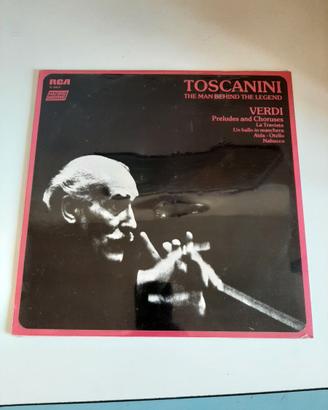 RCA
TOSCANINI
THE MAN BEHIND THE LEGEND
VERDI
Preludes and Choruses
La Traviata
Un ballo in maschera
Aida - Otello
Nabucco